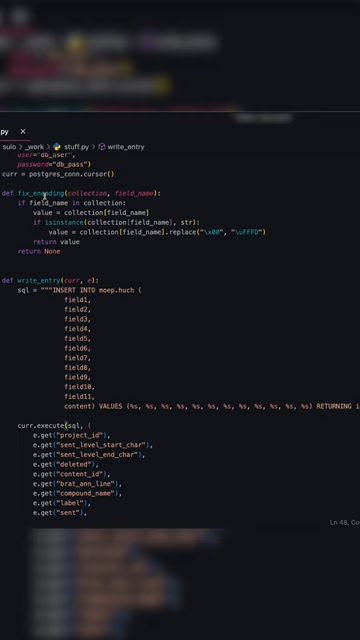 py ×
sulo > _work > stuff.py > write_entry
user="db_user",
password="db_pass")
curr = postgres_conn.cursor()
def fix_encoding(collection, field_name):
if field_name in collection:
value = collection[field_name]
if isinstance(collection[field_name], str):
value = collection[field_name].replace("\x00", "\uFFFD")
return value
return None
def write_entry(curr, e):
sql = """INSERT INTO moep.huch (
field1,
field2,
field3,
field4,
field5,
field6,
field7,
field8,
field9,
field10,
field11,
content) VALUES (%s, %s, %s, %s, %s, %s, %s, %s, %s, %s, %s, %s) RETURNING i
curr.execute(sql, (
e.get("project_id"),
e.get("sent_level_start_char"),
e.get("sent_level_end_char"),
e.get("deleted"),
e.get("content_id"),
e.get("brat_ann_line"),
e.get("compound_name"),
e.get("label"),
e.get("sent"),
Ln 48, Co